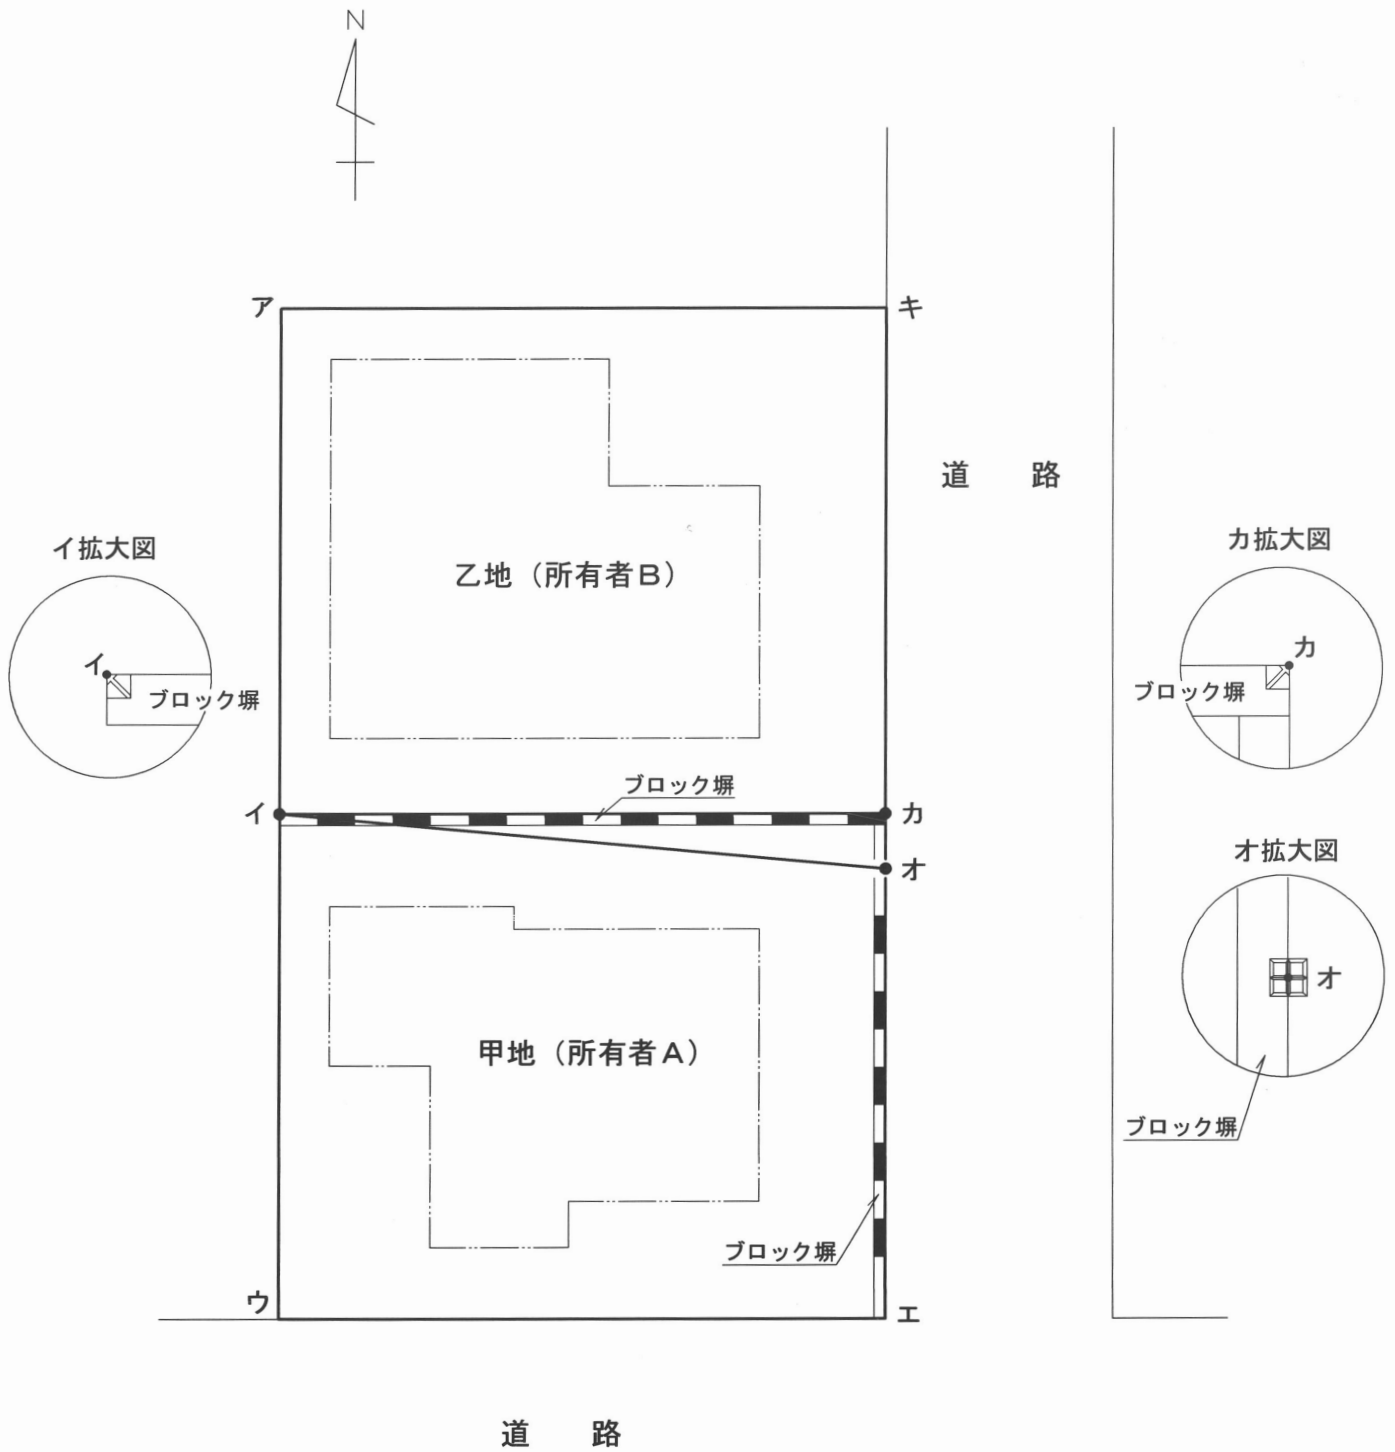 N
ア
キ
道　路
イ拡大図
イ
ブロック塀
乙地（所有者B）
カ拡大図
カ
ブロック塀
ブロック塀
イ
カ
オ
オ拡大図
オ
ブロック塀
甲地（所有者A）
ブロック塀
ウ
エ
道　路